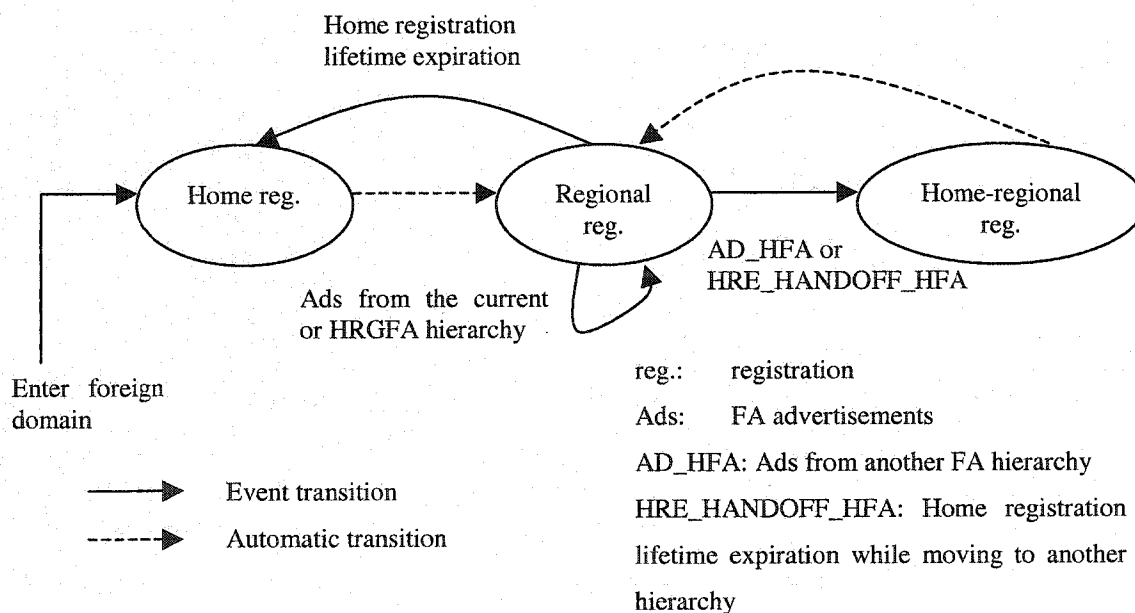 Home registration
lifetime expiration
Home reg.
Regional
reg.
Home-regional
reg.
AD_HFA or
HRE_HANDOFF_HFA
Ads from the current
or HRGFA hierarchy
Enter foreign
domain
reg.: registration
Ads: FA advertisements
AD_HFA: Ads from another FA hierarchy
HRE_HANDOFF_HFA: Home registration
lifetime expiration while moving to another
hierarchy
Event transition
Automatic transition